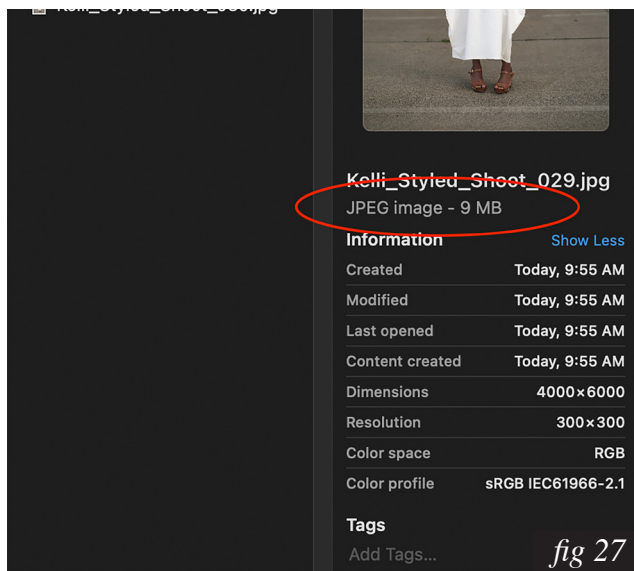 Kelli_Styled_Shoot_029.jpg
JPEG image - 9 MB
Information Show Less
Created Today, 9:55 AM
Modified Today, 9:55 AM
Last opened Today, 9:55 AM
Content created Today, 9:55 AM
Dimensions 4000×6000
Resolution 300×300
Color space RGB
Color profile sRGB IEC61966-2.1
Tags
Add Tags...
fig 27